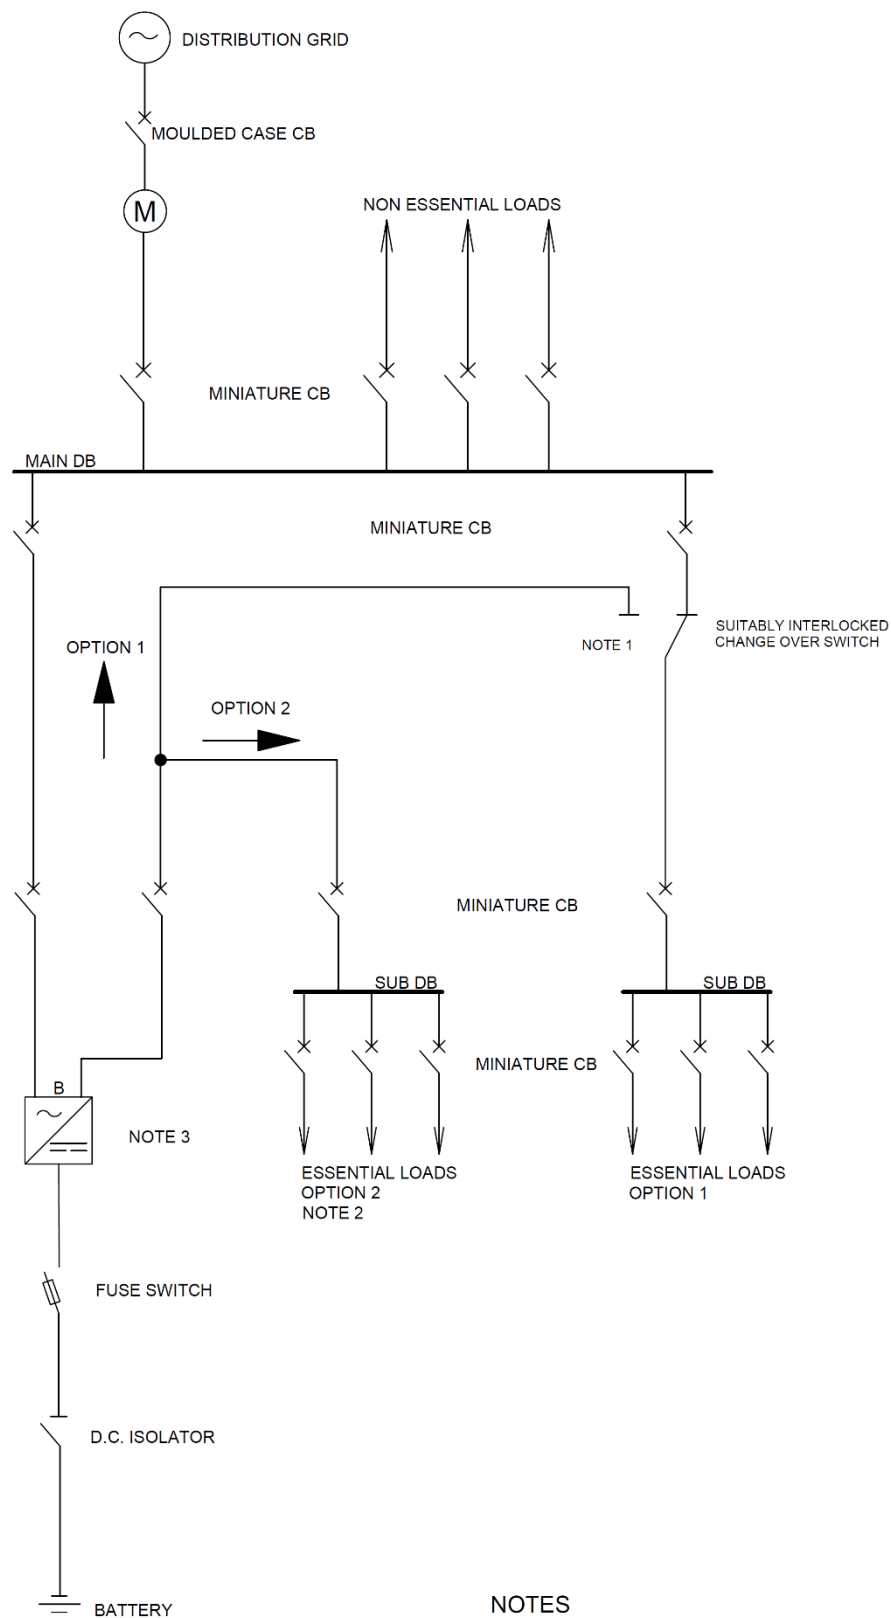 DISTRIBUTION GRID
MOULDED CASE CB
M
NON ESSENTIAL LOADS
MINIATURE CB
MAIN DB
MINIATURE CB
SUITABLY INTERLOCKED
CHANGE OVER SWITCH
NOTE 1
OPTION 1
OPTION 2
MINIATURE CB
SUB DB
SUB DB
MINIATURE CB
B
NOTE 3
ESSENTIAL LOADS
OPTION 2
NOTE 2
ESSENTIAL LOADS
OPTION 1
FUSE SWITCH
D.C. ISOLATOR
BATTERY
NOTES